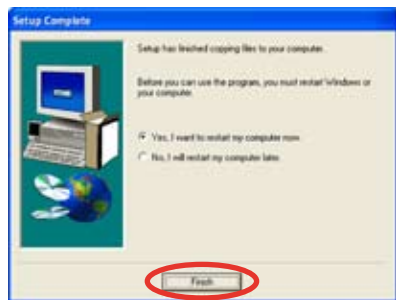 Setup Complete
Setup has finished copying files to your computer.
Before you can use the program, you must restart Windows or
your computer.
Yes, I want to restart my computer now.
No, I will restart my computer later.
Finish